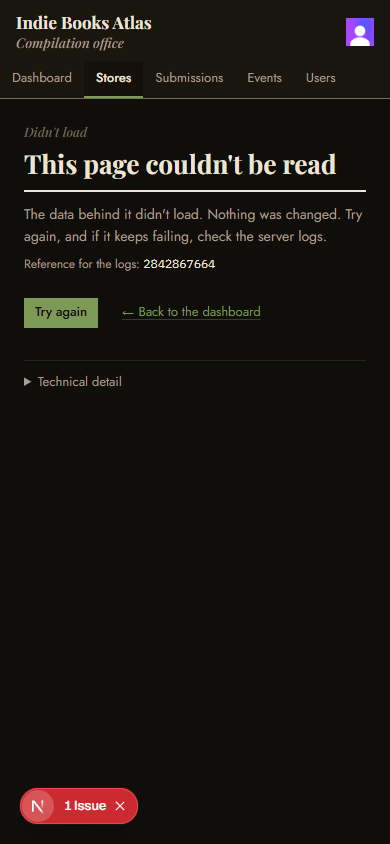 Indie Books Atlas
Compilation office
Dashboard Stores Submissions Events Users
Didn't load
This page couldn't be read
The data behind it didn't load. Nothing was changed. Try
again, and if it keeps failing, check the server logs.
Reference for the logs: 2842867664
Try again ← Back to the dashboard
▶ Technical detail
N 1 Issue ×